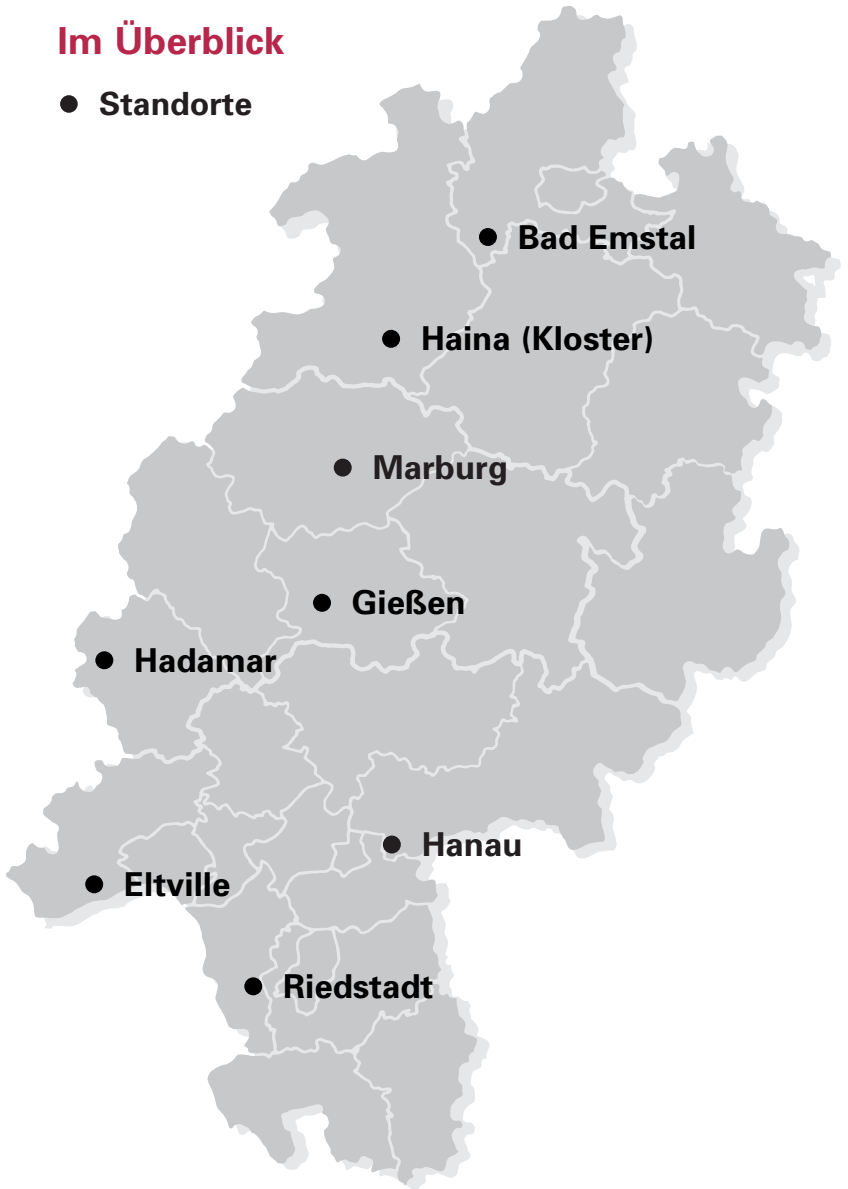 Im Überblick
Standorte
Bad Emstal
Haina (Kloster)
Marburg
Gießen
Hadamar
Hanau
Eltville
Riedstadt